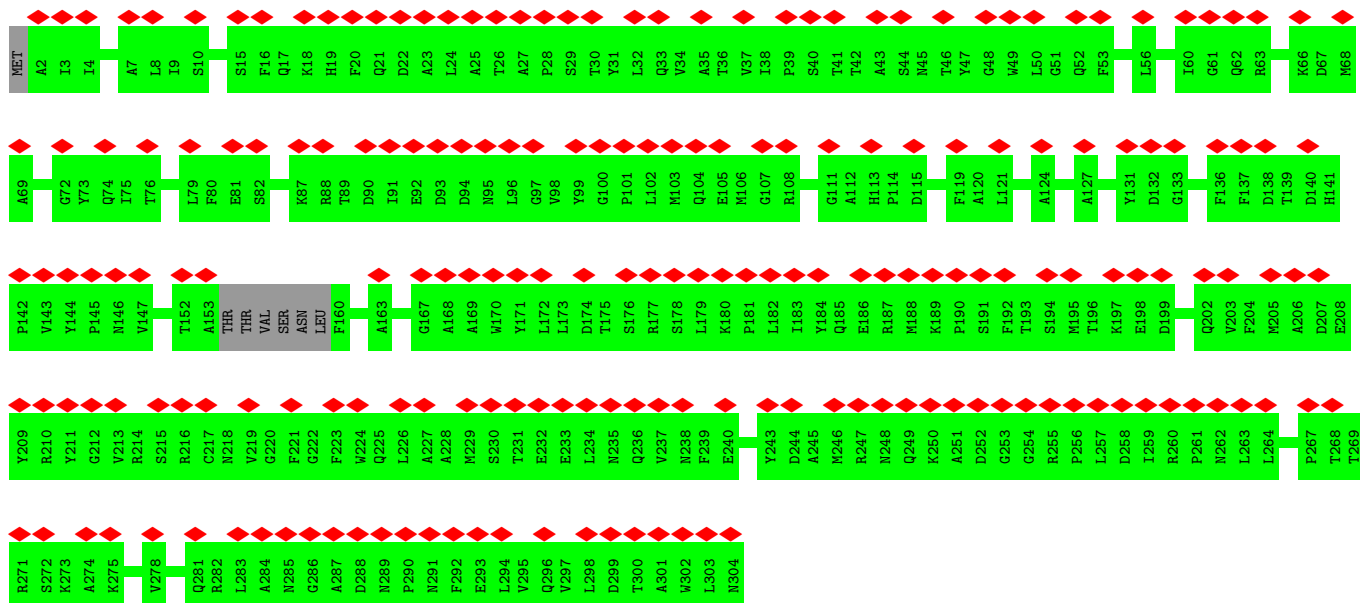 MET A2 I3 I4 A7 L8 I9 S10 S15 F16 Q17 K18 H19 F20 Q21 D22 A23 L24 A25 T26 A27 P28 S29 T30 Y31 L32 Q33 V34 A35 T36 V37 I38 P39 S40 T41 T42 A43 S44 N45 T46 Y47 G48 W49 L50 G51 Q52 F53 L56 I60 G61 Q62 R63 K66 D67 M68
A69 G72 Y73 Q74 I75 T76 L79 F80 E81 S82 K87 R88 T89 D90 I91 E92 D93 D94 N95 L96 G97 V98 Y99 G100 P101 L102 M103 Q104 E105 M106 G107 R108 G111 A112 H113 P114 D115 F119 A120 L121 A124 A127 Y131 D132 G133 F136 F137 D138 T139 D140 H141
P142 V143 Y144 P145 N146 V147 T152 A153 THR THR VAL SER ASN LEU F160 A163 G167 A168 A169 W170 Y171 L172 L173 D174 T175 S176 R177 S178 L179 K180 P181 L182 I183 Y184 Q185 E186 R187 M188 K189 P190 S191 F192 T193 S194 M195 T196 K197 E198 D199 Q202 V203 F204 M205 A206 D207 E208
Y209 R210 Y211 G212 V213 R214 S215 R216 C217 N218 V219 G220 F221 G222 F223 W224 Q225 L226 A227 A228 M229 S230 T231 E232 E233 L234 N235 Q236 V237 N238 F239 E240 Y243 D244 A245 M246 R247 N248 Q249 K250 A251 D252 G253 G254 R255 P256 L257 D258 I259 R260 P261 N262 L263 L264 P267 T268 T269
R271 S272 K273 A274 K275 V278 Q281 R282 L283 A284 N285 G286 A287 D288 N289 P290 N291 F292 E293 L294 V295 Q296 V297 L298 D299 T300 A301 W302 L303 N304